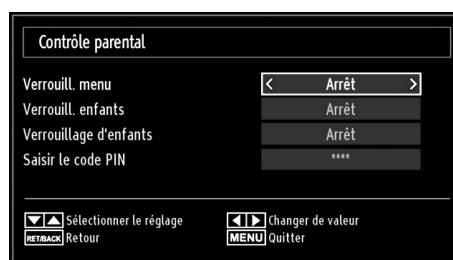 Contrôle parental
Verrouill. menu < Arrêt >
Verrouill. enfants Arrêt
Verrouillage d'enfants Arrêt
Saisir le code PIN ****
Sélectionner le réglage Changer de valeur
RET/BACK Retour MENU Quitter